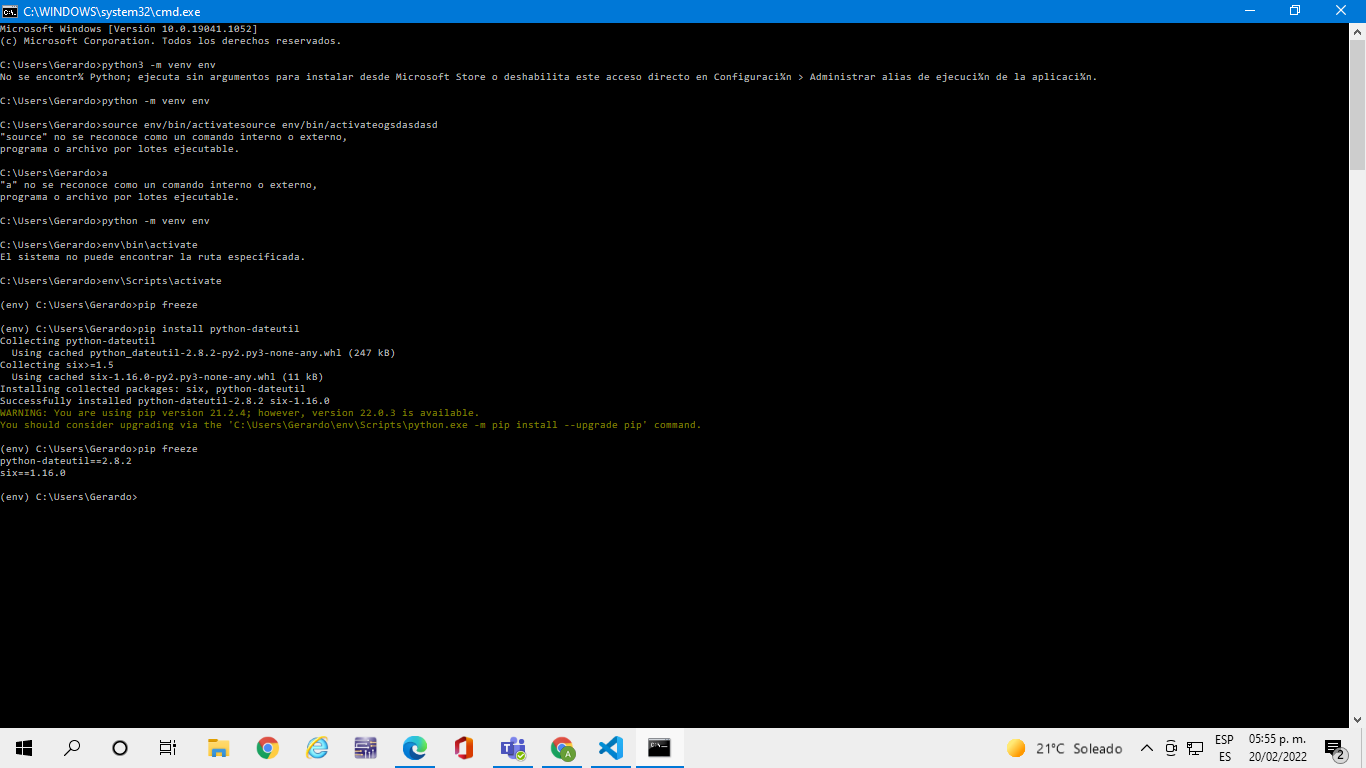 C:\WINDOWS\system32\cmd.exe
Microsoft Windows [Versión 10.0.19041.1052]
(c) Microsoft Corporation. Todos los derechos reservados.
C:\Users\Gerardo>python3 -m venv env
No se encontr% Python; ejecuta sin argumentos para instalar desde Microsoft Store o deshabilita este acceso directo en Configuraci%n > Administrar alias de ejecuci%n de la aplicaci%n.
C:\Users\Gerardo>python -m venv env
C:\Users\Gerardo>source env/bin/activatesource env/bin/activateogsdasdasd
"source" no se reconoce como un comando interno o externo,
programa o archivo por lotes ejecutable.
C:\Users\Gerardo>a
"a" no se reconoce como un comando interno o externo,
programa o archivo por lotes ejecutable.
C:\Users\Gerardo>python -m venv env
C:\Users\Gerardo>env\bin\activate
El sistema no puede encontrar la ruta especificada.
C:\Users\Gerardo>env\Scripts\activate
(env) C:\Users\Gerardo>pip freeze
(env) C:\Users\Gerardo>pip install python-dateutil
Collecting python-dateutil
  Using cached python_dateutil-2.8.2-py2.py3-none-any.whl (247 kB)
Collecting six>=1.5
  Using cached six-1.16.0-py2.py3-none-any.whl (11 kB)
Installing collected packages: six, python-dateutil
Successfully installed python-dateutil-2.8.2 six-1.16.0
WARNING: You are using pip version 21.2.4; however, version 22.0.3 is available.
You should consider upgrading via the 'C:\Users\Gerardo\env\Scripts\python.exe -m pip install --upgrade pip' command.
(env) C:\Users\Gerardo>pip freeze
python-dateutil==2.8.2
six==1.16.0
(env) C:\Users\Gerardo>
21°C Soleado
ESP
ES
05:55 p. m.
20/02/2022
2